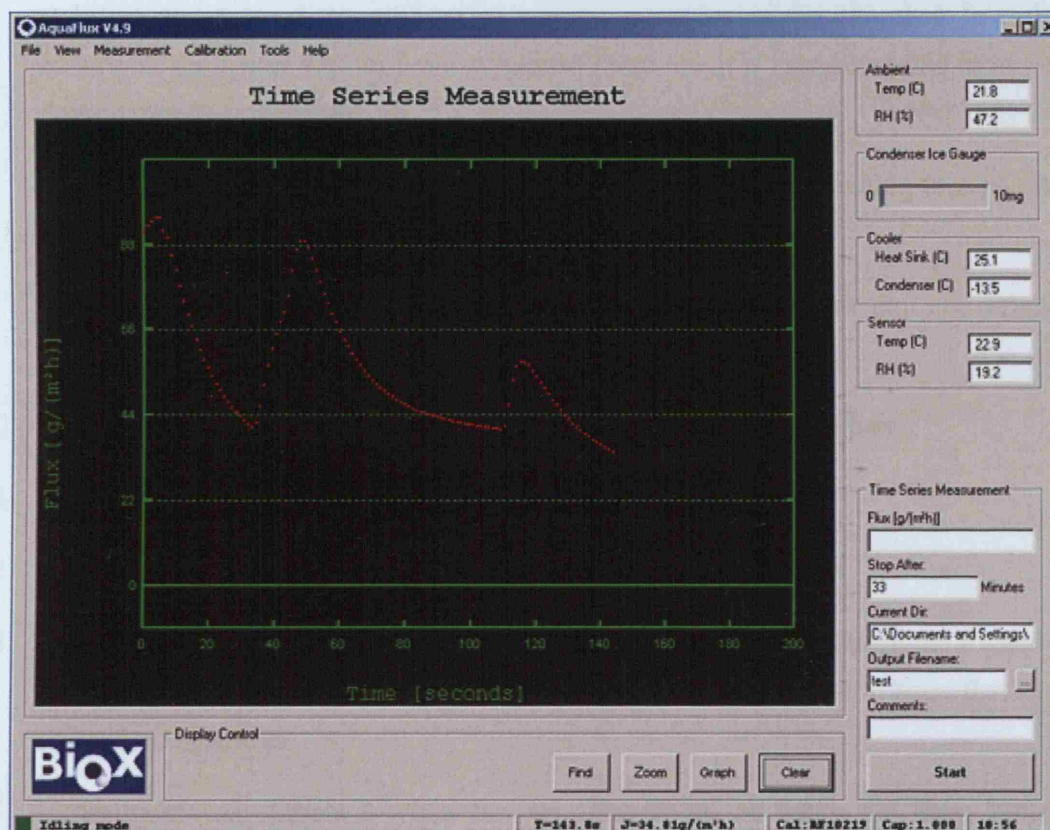 AquaFlux V4.9
File View Measurement Calibration Tools Help
Time Series Measurement
88
66
44
22
0
Flux [g/(m²h)]
0 20 40 60 80 100 120 140 160 180 200
Time [seconds]
Ambient
Temp (C) 21.8
RH (%) 47.2
Condenser Ice Gauge
0 10mg
Cooler
Heat Sink (C) 25.1
Condenser (C) -13.5
Sensor
Temp (C) 22.9
RH (%) 19.2
Time Series Measurement
Flux [g/(m²h)]
Stop After:
33 Minutes
Current Dir:
C:\Documents and Settings\
Output Filename:
test ...
Comments:
Start
BioX
Display Control
Find Zoom Graph Clear
Idling mode T=143.8s J=34.81g/(m²h) Cal:RF10219 Cap:1.000 10:56